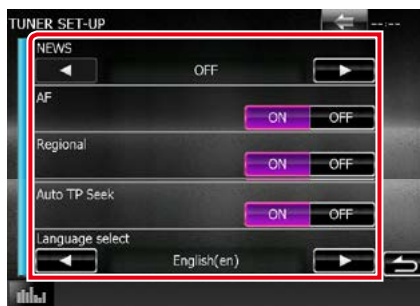 TUNER SET-UP
--:--
NEWS
OFF
AF
ON OFF
Regional
ON OFF
Auto TP Seek
ON OFF
Language select
English(en)